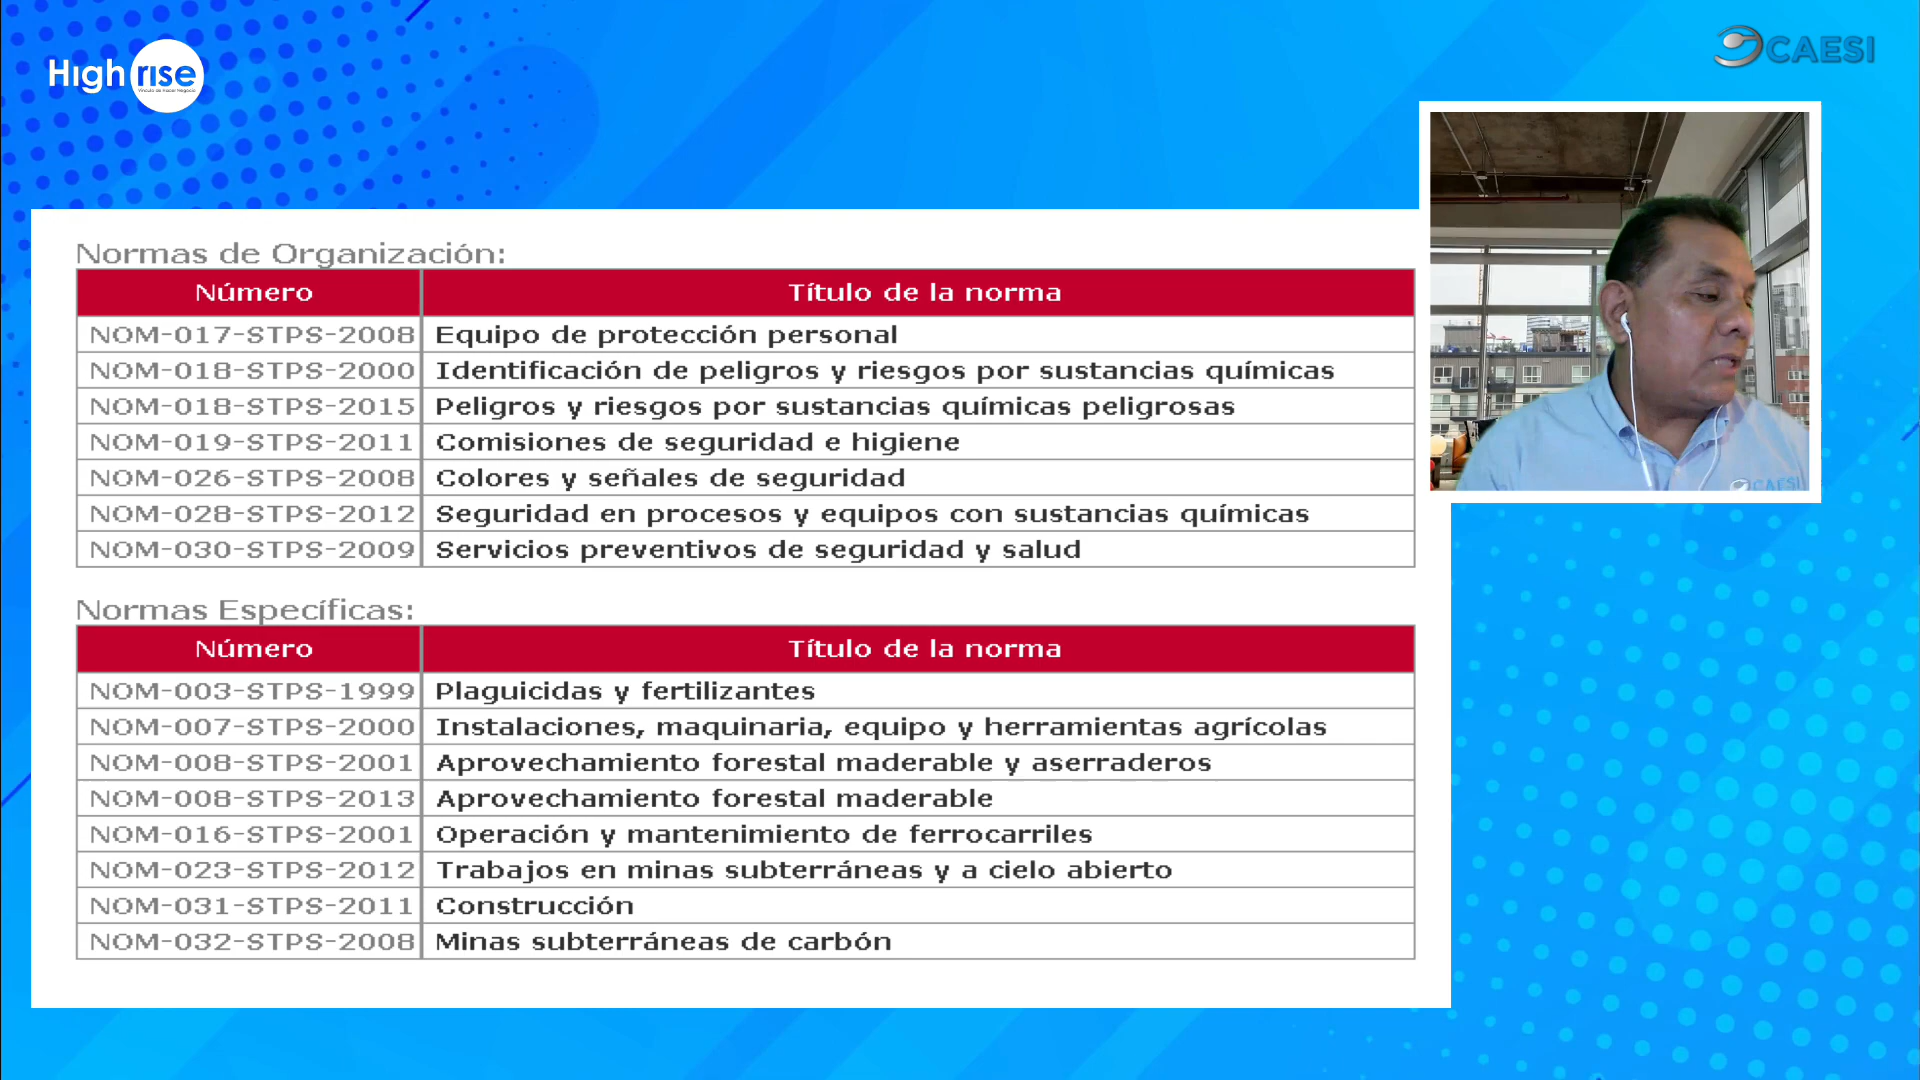 High rise
CAESI
Normas de Organización:
Número Título de la norma
NOM-017-STPS-2008 Equipo de protección personal
NOM-018-STPS-2000 Identificación de peligros y riesgos por sustancias químicas
NOM-018-STPS-2015 Peligros y riesgos por sustancias químicas peligrosas
NOM-019-STPS-2011 Comisiones de seguridad e higiene
NOM-026-STPS-2008 Colores y señales de seguridad
NOM-028-STPS-2012 Seguridad en procesos y equipos con sustancias químicas
NOM-030-STPS-2009 Servicios preventivos de seguridad y salud
Normas Específicas:
Número Título de la norma
NOM-003-STPS-1999 Plaguicidas y fertilizantes
NOM-007-STPS-2000 Instalaciones, maquinaria, equipo y herramientas agrícolas
NOM-008-STPS-2001 Aprovechamiento forestal maderable y aserraderos
NOM-008-STPS-2013 Aprovechamiento forestal maderable
NOM-016-STPS-2001 Operación y mantenimiento de ferrocarriles
NOM-023-STPS-2012 Trabajos en minas subterráneas y a cielo abierto
NOM-031-STPS-2011 Construcción
NOM-032-STPS-2008 Minas subterráneas de carbón
CAESI